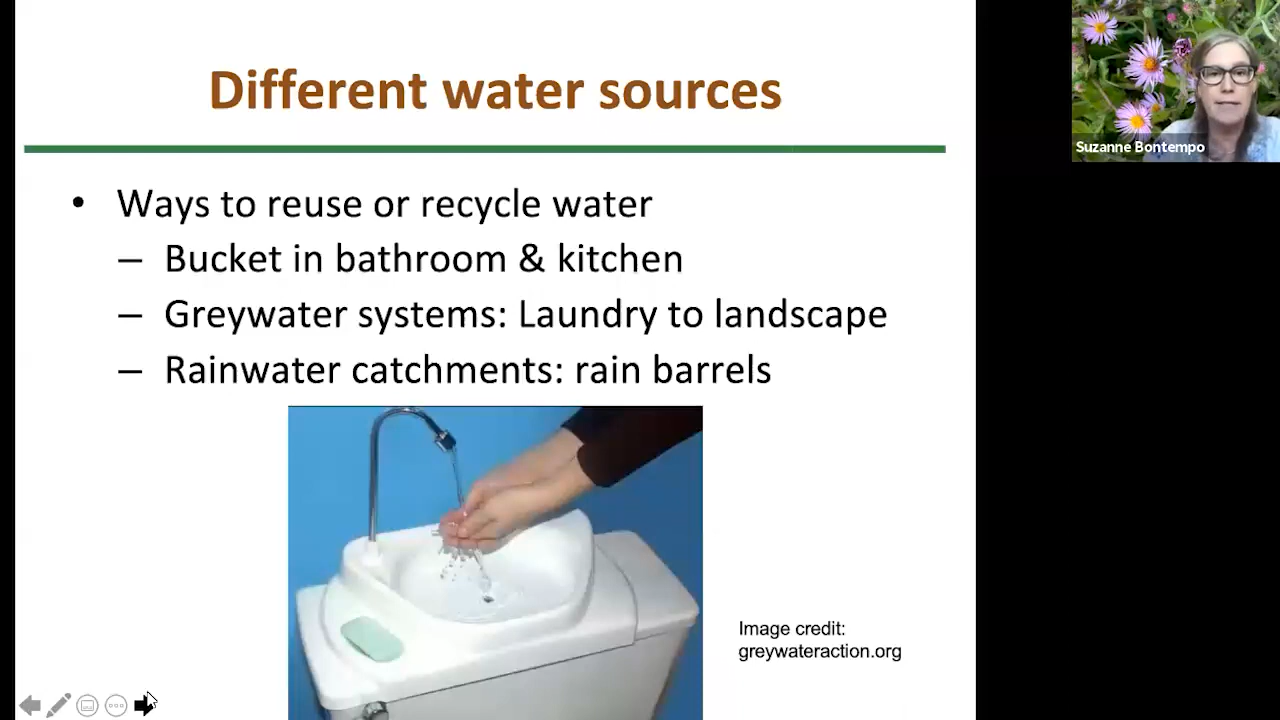 Different water sources
Suzanne Bontempo
• Ways to reuse or recycle water
– Bucket in bathroom & kitchen
– Greywater systems: Laundry to landscape
– Rainwater catchments: rain barrels
Image credit:
greywateraction.org